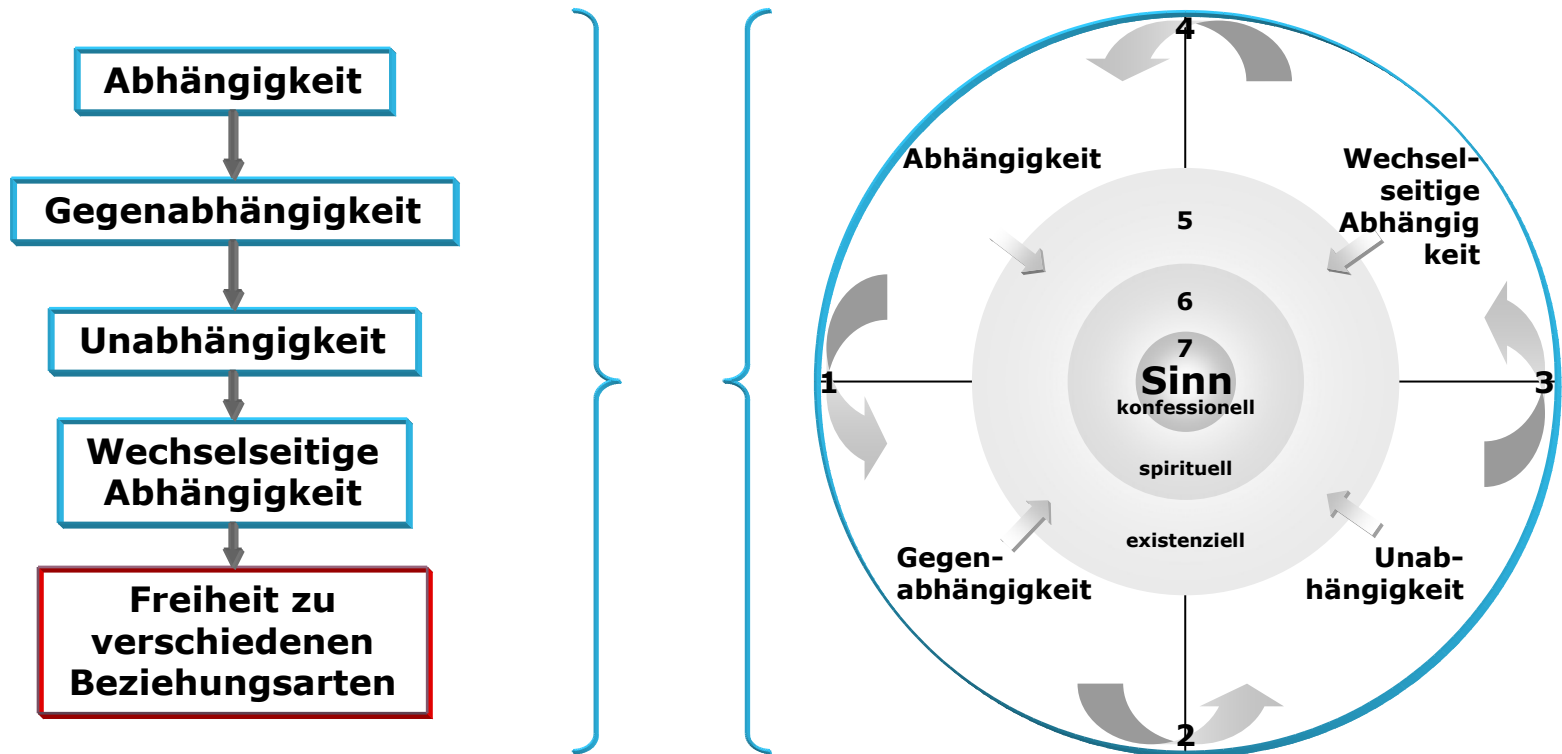 Abhängigkeit
Gegenabhängigkeit
Unabhängigkeit
Wechselseitige
Abhängigkeit
Freiheit zu
verschiedenen
Beziehungsarten
4
Abhängigkeit
Wechsel-
seitige
Abhängig
keit
5
6
7
1
Sinn
3
konfessionell
spirituell
existenziell
Gegen-
abhängigkeit
Unab-
hängigkeit
2